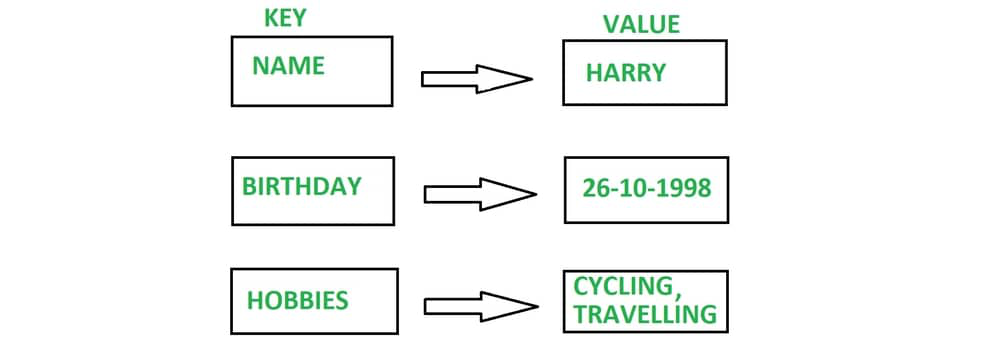 KEY
VALUE
NAME
HARRY
BIRTHDAY
26-10-1998
HOBBIES
CYCLING,
TRAVELLING